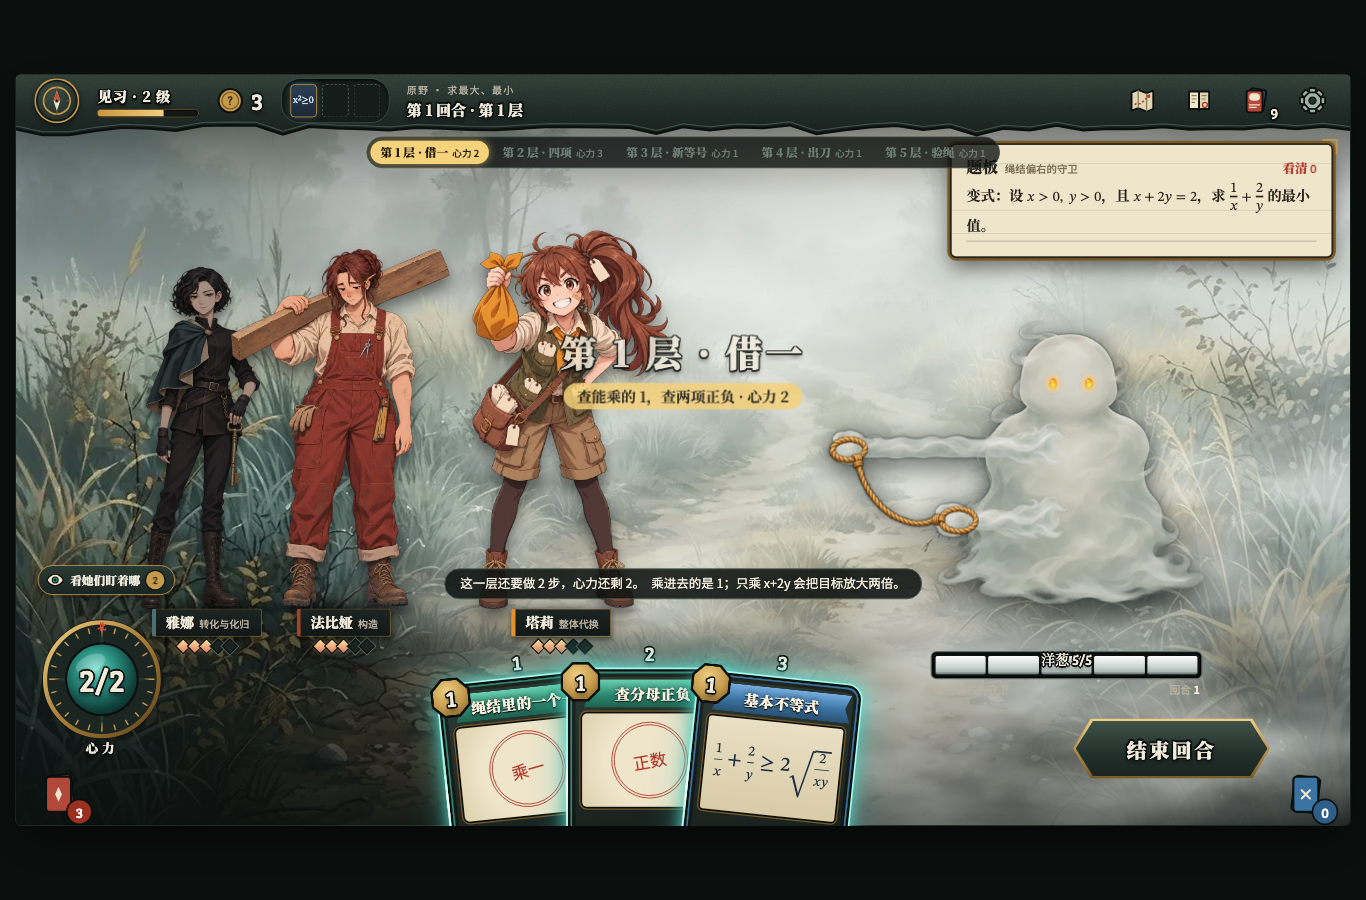 见习·2 级
? 3
x²≥0
原野 · 求最大、最小
第1回合·第1层
9
第1层·借一 心力2
第2层·四项 心力3
第3层·新等号 心力1
第4层·出刀 心力1
第5层·验绳 心力1
题板 绳结偏右的守卫 看清 0
变式：设 x > 0, y > 0，且 x + 2y = 2，求 1/x + 2/y 的最小
值。
第1层·借一
查能乘的 1，查两项正负·心力 2
看她们盯着哪 2
这一层还要做 2 步，心力还剩 2。 乘进去的是 1；只乘 x+2y 会把目标放大两倍。
雅娜 转化与化归
法比娅 构造
塔莉 整体代换
2/2
心力
3
1
1
绳结里的一个
乘一
2
1
查分母正负
正数
3
1
基本不等式
1/x + 2/y ≥ 2√(2/xy)
洋葱 5/5
回合 1
结束回合
0